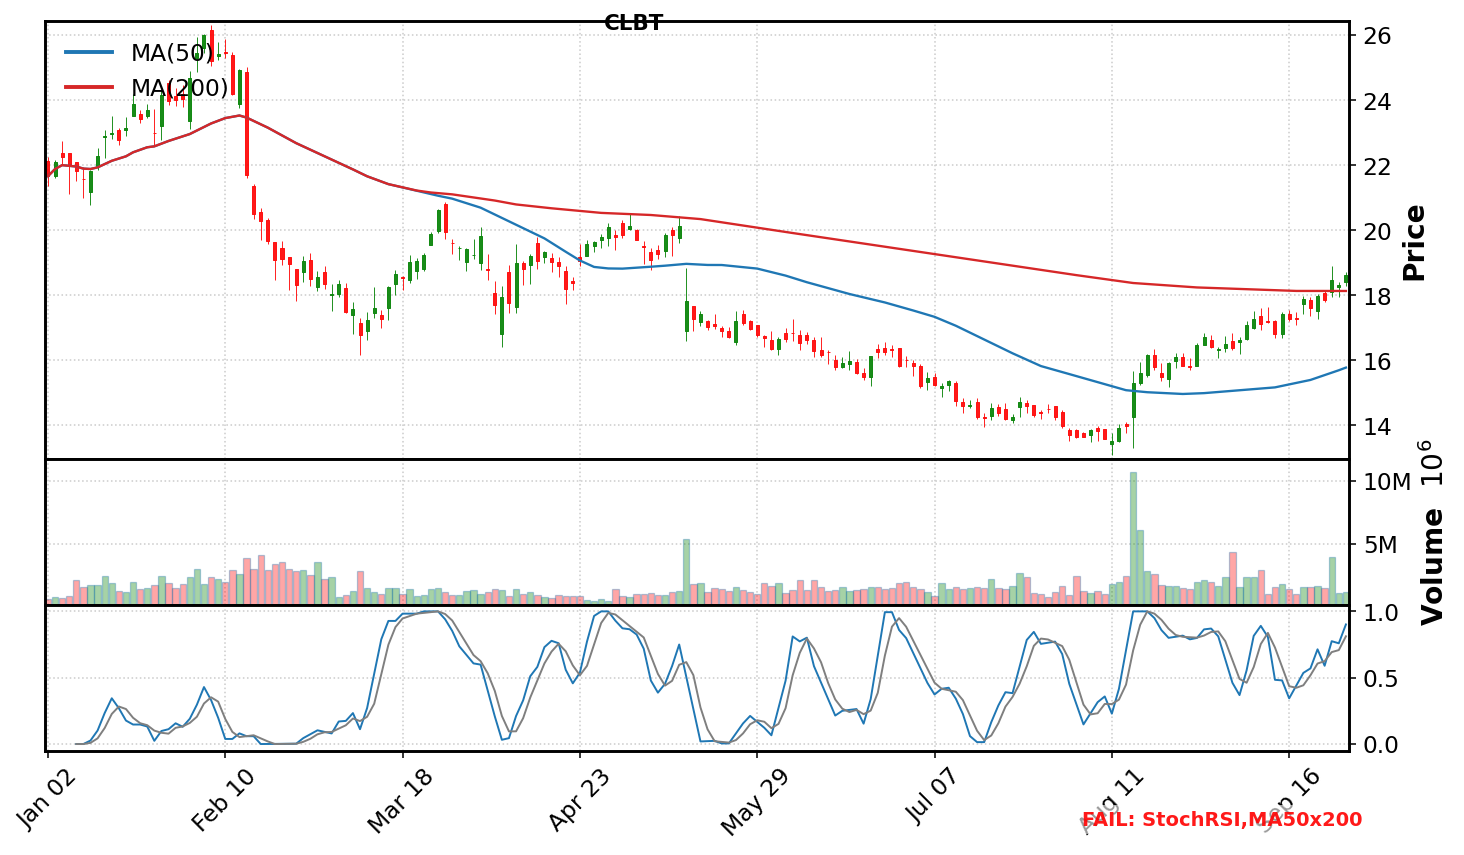 CLBT
MA(50)
MA(200)
26
24
22
20
18
16
14
Price
10M
5M
Volume 10^6
1.0
0.5
0.0
Jan 02
Feb 10
Mar 18
Apr 23
May 29
Jul 07
Aug 11
Sep 16
FAIL: StochRSI,MA50x200